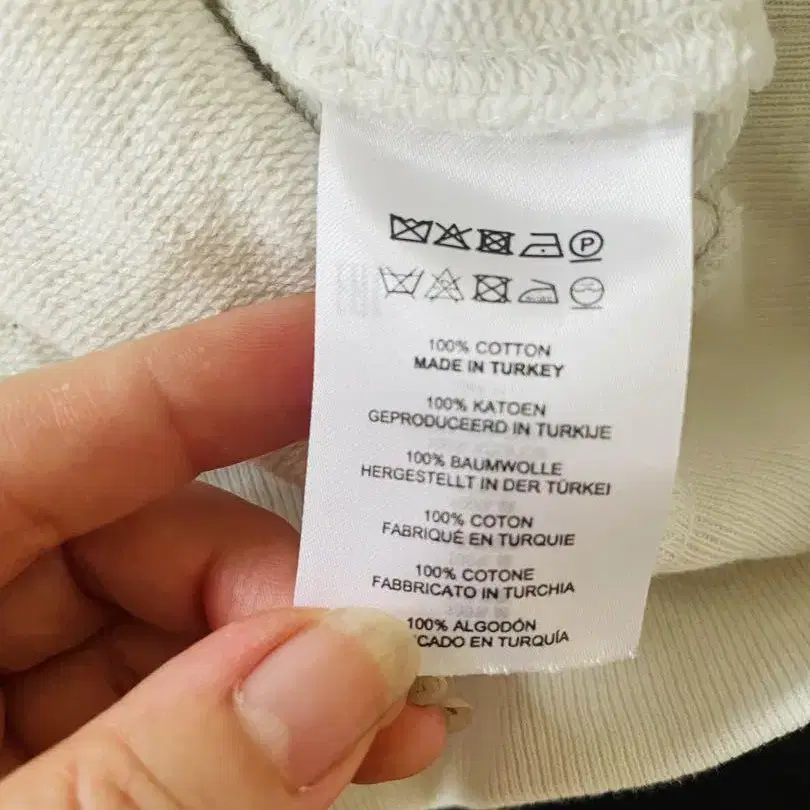 P
100% COTTON
MADE IN TURKEY
100% KATOEN
GEPRODUCEERD IN TURKIJE
100% BAUMWOLLE
HERGESTELLT IN DER TÜRKEI
100% COTON
FABRIQUÉ EN TURQUIE
100% COTONE
FABBRICATO IN TURCHIA
100% ALGODÓN
CADO EN TURQUÍA